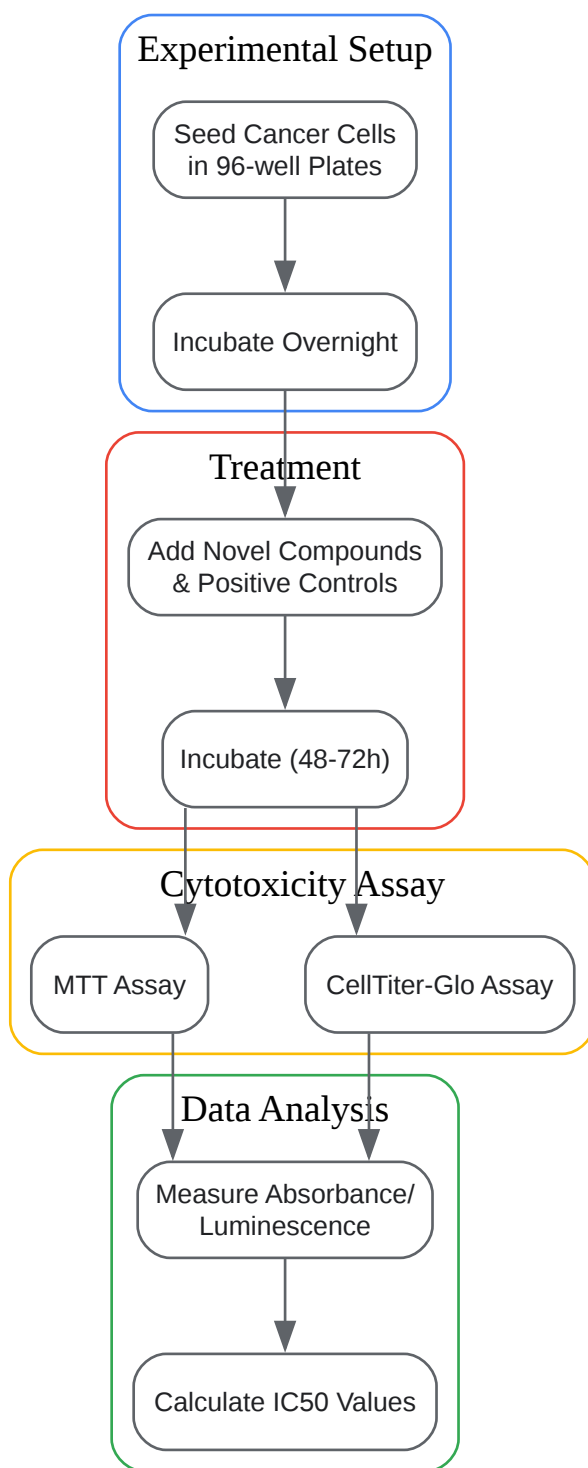 Experimental Setup
Seed Cancer Cells
in 96-well Plates
Incubate Overnight
Treatment
Add Novel Compounds
& Positive Controls
Incubate (48-72h)
Cytotoxicity Assay
MTT Assay
CellTiter-Glo Assay
Data Analysis
Measure Absorbance/
Luminescence
Calculate IC50 Values